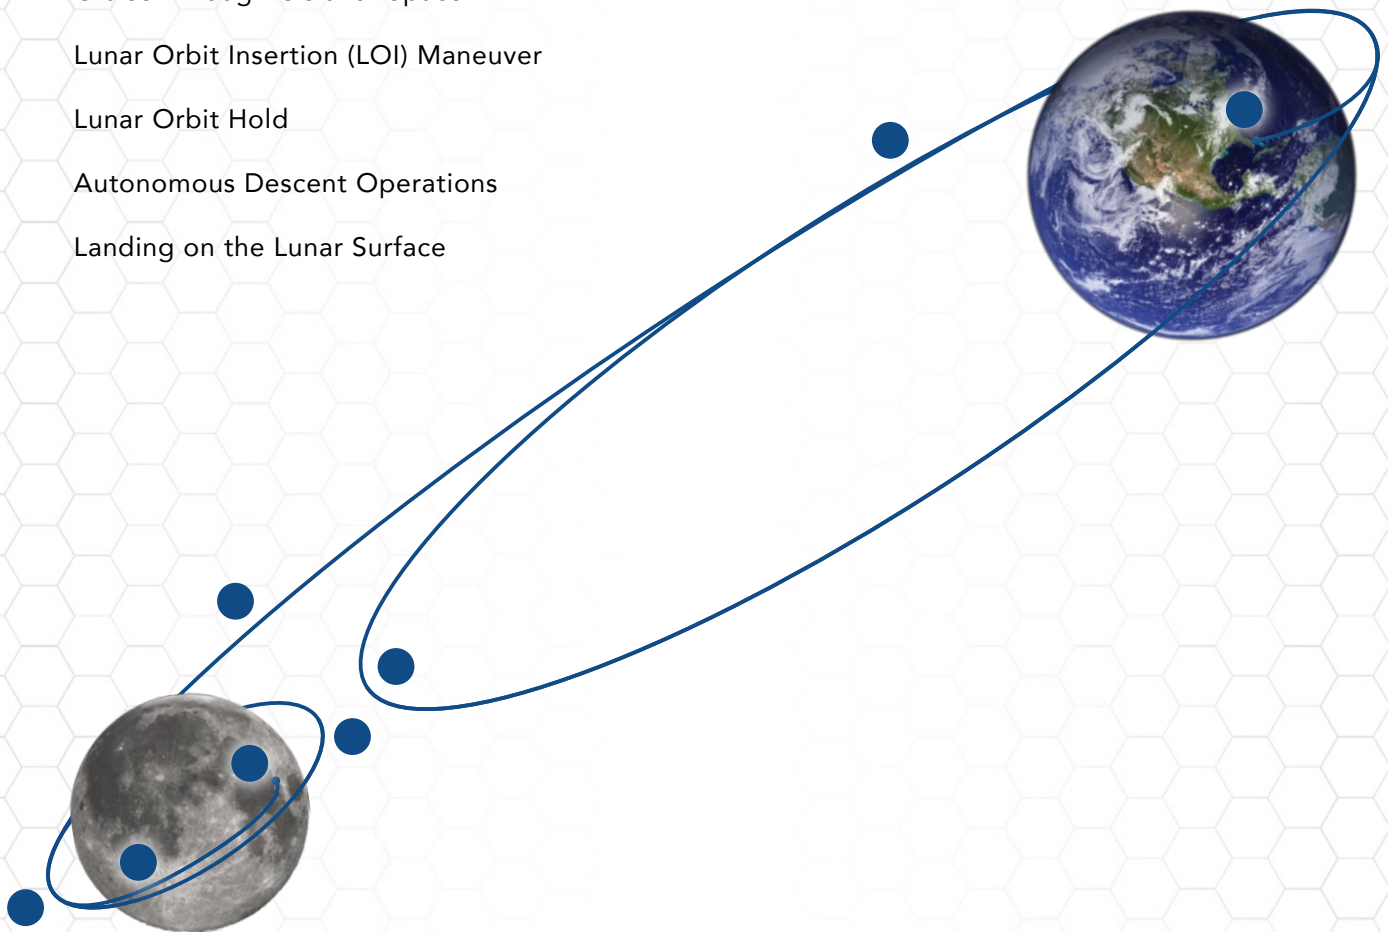 Lunar Orbit Insertion (LOI) Maneuver
Lunar Orbit Hold
Autonomous Descent Operations
Landing on the Lunar Surface